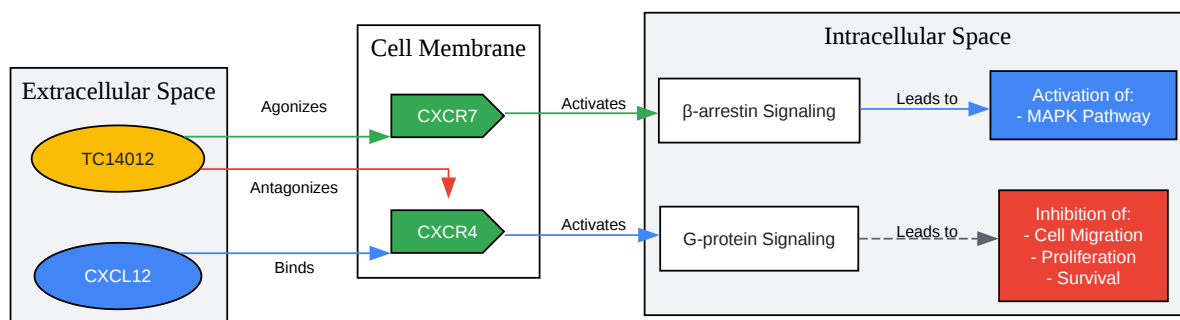 Extracellular Space
TC14012
CXCL12
Agonizes
Antagonizes
Binds
Cell Membrane
CXCR7
CXCR4
Activates
Activates
Intracellular Space
β-arrestin Signaling
Leads to
Activation of:
- MAPK Pathway
G-protein Signaling
Leads to
Inhibition of:
- Cell Migration
- Proliferation
- Survival